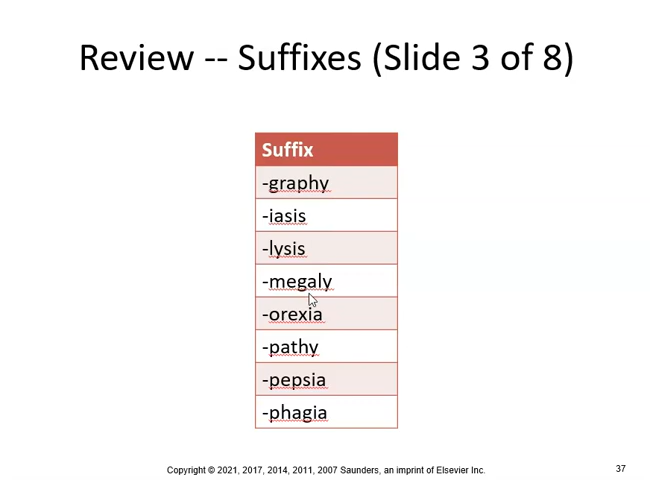 Review -- Suffixes (Slide 3 of 8)
Suffix
-graphy
-iasis
-lysis
-megaly
-orexia
-pathy
-pepsia
-phagia
Copyright © 2021, 2017, 2014, 2011, 2007 Saunders, an imprint of Elsevier Inc.
37